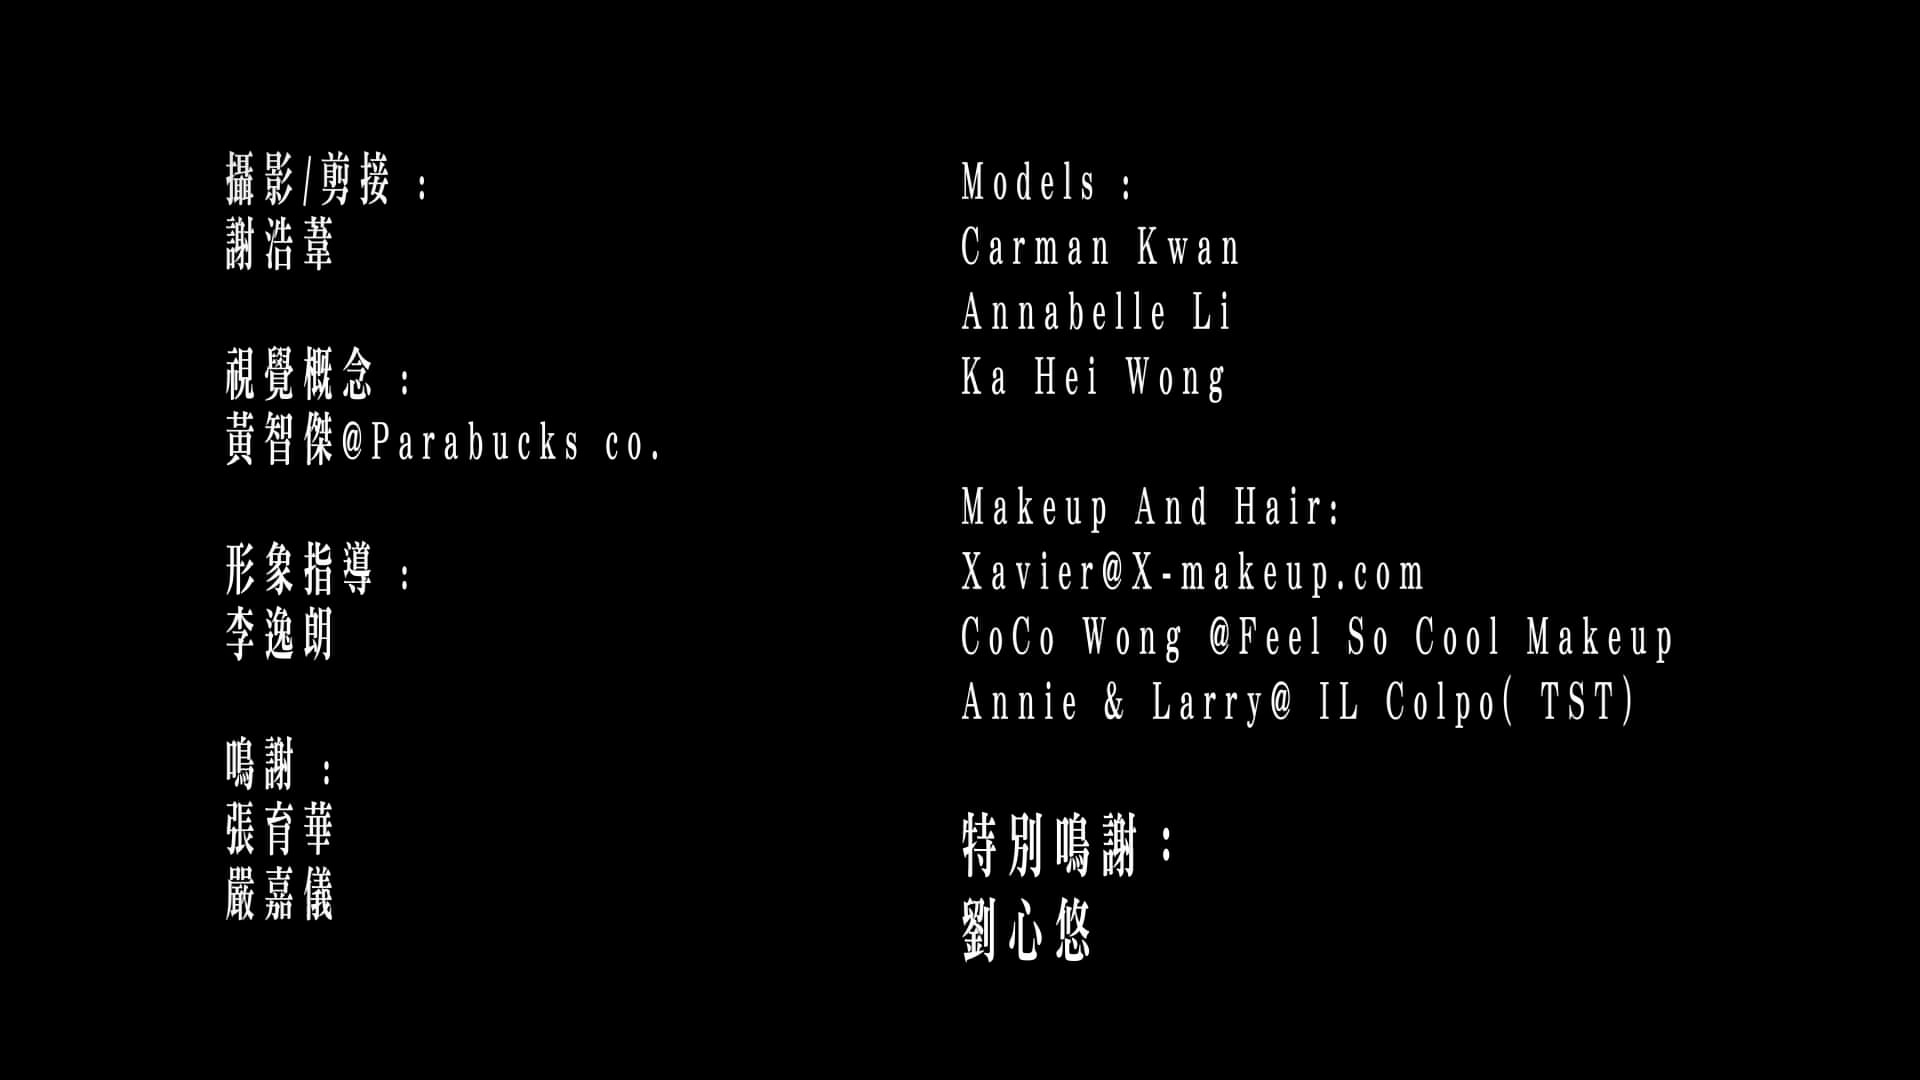 攝影/剪接 :
謝浩葦
視覺概念 :
黃智傑@Parabucks co.
形象指導 :
李逸朗
鳴謝 :
張育華
嚴嘉儀
Models :
Carman Kwan
Annabelle Li
Ka Hei Wong
Makeup And Hair:
Xavier@X-makeup.com
CoCo Wong @Feel So Cool Makeup
Annie & Larry@ IL Colpo( TST)
特別鳴謝：
劉心悠